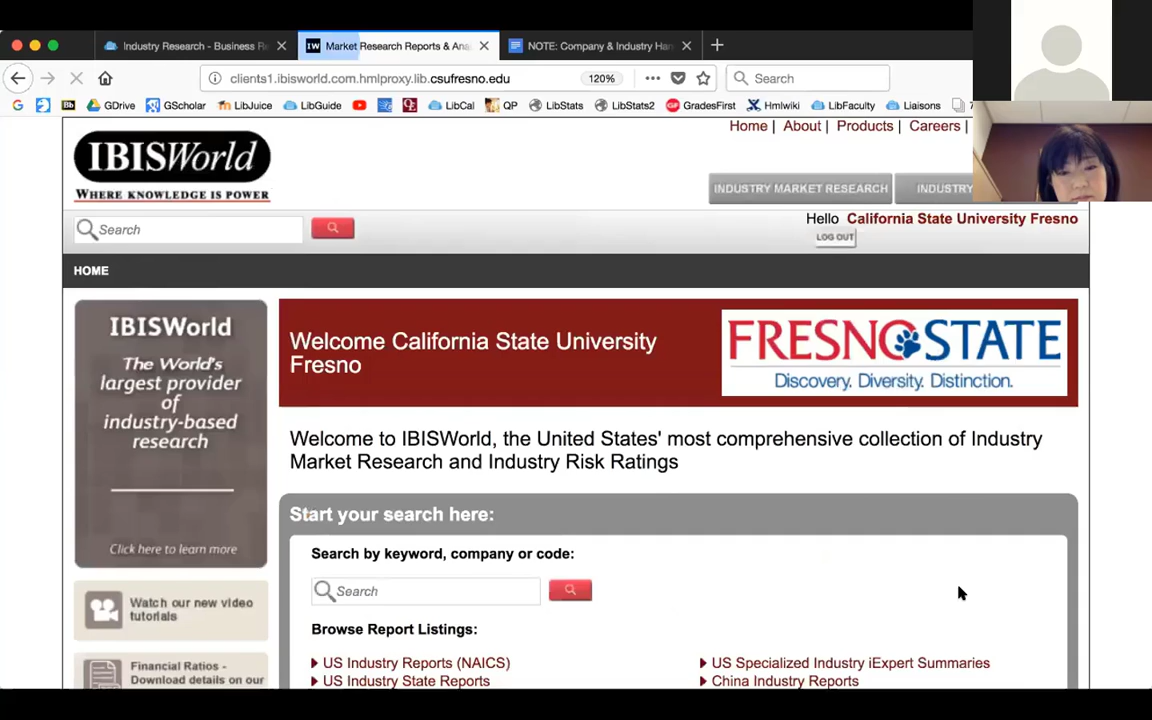 Industry Research - Business R
Market Research Reports & Ana
NOTE: Company & Industry Han
clients1.ibisworld.com.hmlproxy.lib.csufresno.edu
120%
Search
GDrive
GScholar
LibJuice
LibGuide
LibCal
QP
LibStats
LibStats2
GradesFirst
Hmlwiki
LibFaculty
Liaisons
Home | About | Products | Careers |
IBISWorld
WHERE KNOWLEDGE IS POWER
INDUSTRY MARKET RESEARCH
INDUSTRY
Search
Hello California State University Fresno
LOG OUT
HOME
IBISWorld
The World's
largest provider
of
industry-based
research
Click here to learn more
Welcome California State University
Fresno
FRESNO STATE
Discovery. Diversity. Distinction.
Welcome to IBISWorld, the United States' most comprehensive collection of Industry
Market Research and Industry Risk Ratings
Start your search here:
Search by keyword, company or code:
Search
Browse Report Listings:
US Industry Reports (NAICS)
US Specialized Industry iExpert Summaries
US Industry State Reports
China Industry Reports
Watch our new video
tutorials
Financial Ratios -
Download details on our